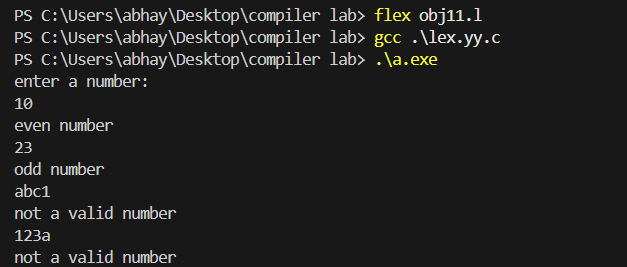 PS C:\Users\abhay\Desktop\compiler lab> flex obj11.l
PS C:\Users\abhay\Desktop\compiler lab> gcc .\lex.yy.c
PS C:\Users\abhay\Desktop\compiler lab> .\a.exe
enter a number:
10
even number
23
odd number
abc1
not a valid number
123a
not a valid number